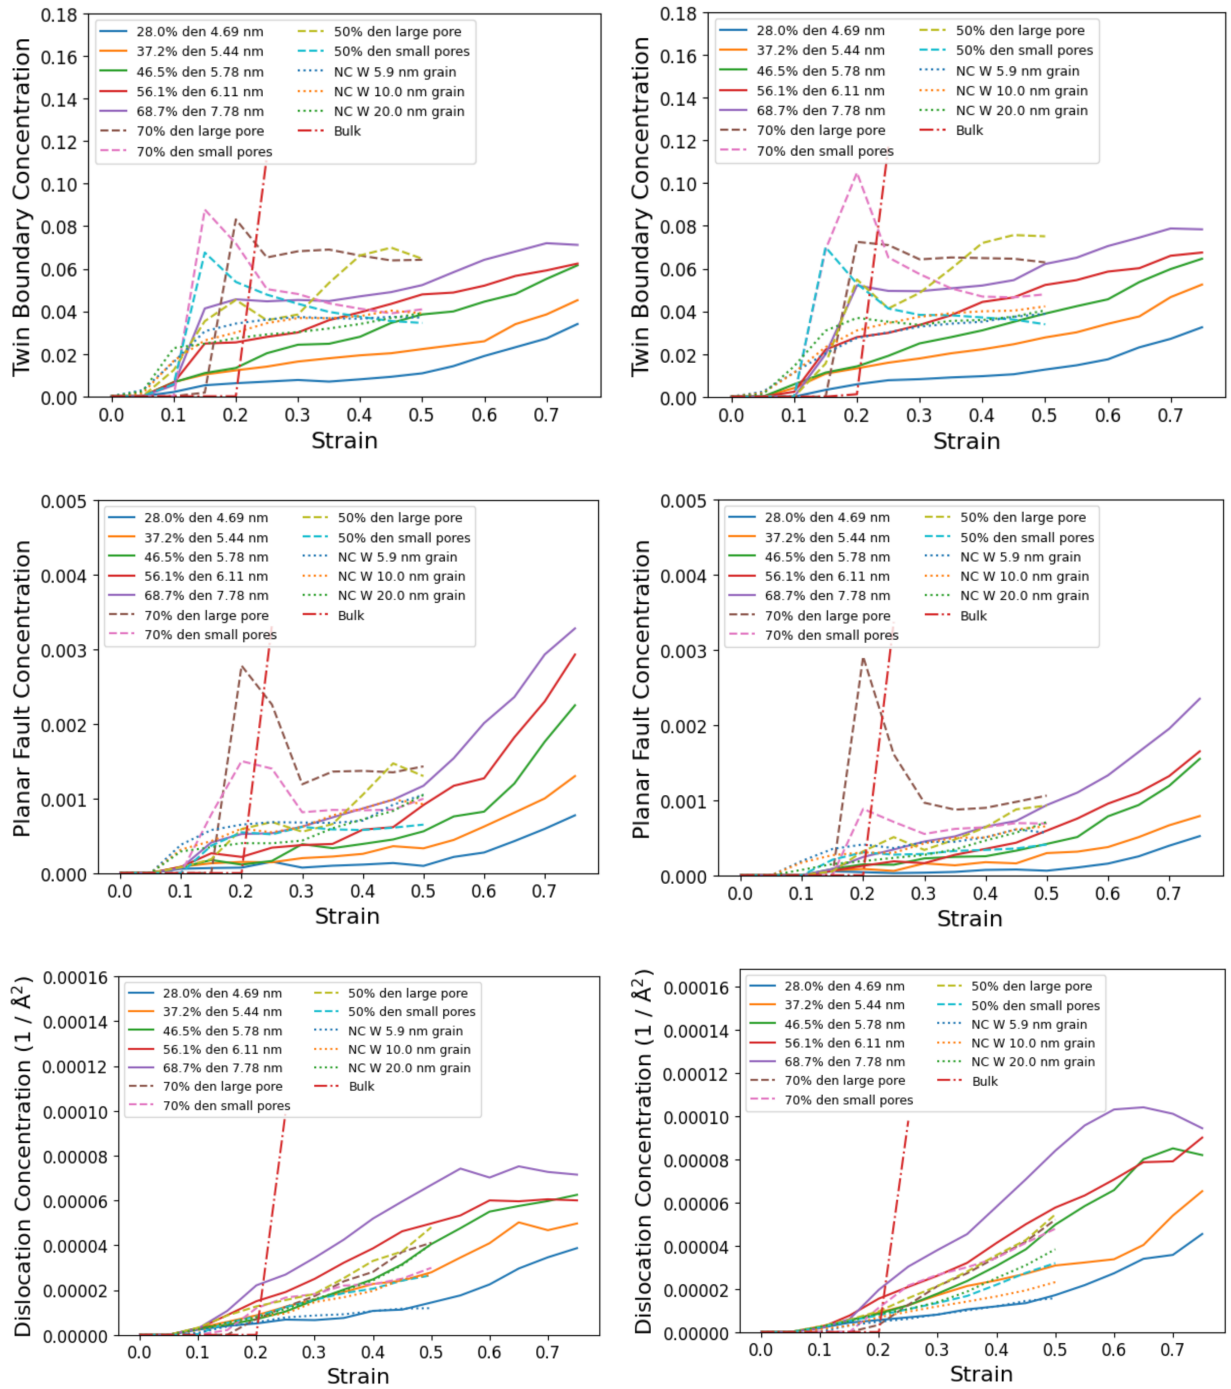 Twin Boundary Concentration
0.18
0.16
0.14
0.12
0.10
0.08
0.06
0.04
0.02
0.00
28.0% den 4.69 nm
37.2% den 5.44 nm
46.5% den 5.78 nm
56.1% den 6.11 nm
68.7% den 7.78 nm
70% den large pore
70% den small pores
50% den large pore
50% den small pores
NC W 5.9 nm grain
NC W 10.0 nm grain
NC W 20.0 nm grain
Bulk
0.0 0.1 0.2 0.3 0.4 0.5 0.6 0.7
Strain
Twin Boundary Concentration
0.18
0.16
0.14
0.12
0.10
0.08
0.06
0.04
0.02
0.00
28.0% den 4.69 nm
37.2% den 5.44 nm
46.5% den 5.78 nm
56.1% den 6.11 nm
68.7% den 7.78 nm
70% den large pore
70% den small pores
50% den large pore
50% den small pores
NC W 5.9 nm grain
NC W 10.0 nm grain
NC W 20.0 nm grain
Bulk
0.0 0.1 0.2 0.3 0.4 0.5 0.6 0.7
Strain
Planar Fault Concentration
0.005
0.004
0.003
0.002
0.001
0.000
28.0% den 4.69 nm
37.2% den 5.44 nm
46.5% den 5.78 nm
56.1% den 6.11 nm
68.7% den 7.78 nm
70% den large pore
70% den small pores
50% den large pore
50% den small pores
NC W 5.9 nm grain
NC W 10.0 nm grain
NC W 20.0 nm grain
Bulk
0.0 0.1 0.2 0.3 0.4 0.5 0.6 0.7
Strain
Planar Fault Concentration
0.005
0.004
0.003
0.002
0.001
0.000
28.0% den 4.69 nm
37.2% den 5.44 nm
46.5% den 5.78 nm
56.1% den 6.11 nm
68.7% den 7.78 nm
70% den large pore
70% den small pores
50% den large pore
50% den small pores
NC W 5.9 nm grain
NC W 10.0 nm grain
NC W 20.0 nm grain
Bulk
0.0 0.1 0.2 0.3 0.4 0.5 0.6 0.7
Strain
Dislocation Concentration (1 / Å²)
0.00016
0.00014
0.00012
0.00010
0.00008
0.00006
0.00004
0.00002
0.00000
28.0% den 4.69 nm
37.2% den 5.44 nm
46.5% den 5.78 nm
56.1% den 6.11 nm
68.7% den 7.78 nm
70% den large pore
70% den small pores
50% den large pore
50% den small pores
NC W 5.9 nm grain
NC W 10.0 nm grain
NC W 20.0 nm grain
Bulk
0.0 0.1 0.2 0.3 0.4 0.5 0.6 0.7
Strain
Dislocation Concentration (1 / Å²)
0.00016
0.00014
0.00012
0.00010
0.00008
0.00006
0.00004
0.00002
0.00000
28.0% den 4.69 nm
37.2% den 5.44 nm
46.5% den 5.78 nm
56.1% den 6.11 nm
68.7% den 7.78 nm
70% den large pore
70% den small pores
50% den large pore
50% den small pores
NC W 5.9 nm grain
NC W 10.0 nm grain
NC W 20.0 nm grain
Bulk
0.0 0.1 0.2 0.3 0.4 0.5 0.6 0.7
Strain